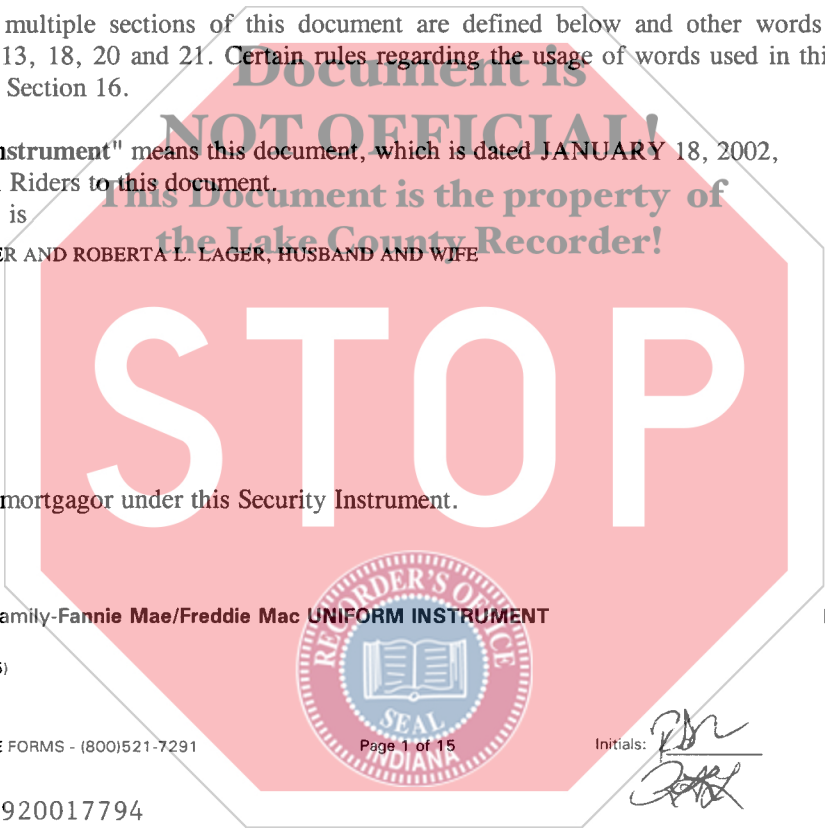 multiple sections of this document are defined below and other words
13, 18, 20 and 21. Certain rules regarding the usage of words used in thi
Section 16.
Document is
NOT OFFICIAL!
nstrument" means this document, which is dated JANUARY 18, 2002,
Riders to this document.
This Document is the property of
is
the Lake County Recorder!
ER AND ROBERTA L. LAGER, HUSBAND AND WIFE
STOP
mortgagor under this Security Instrument.
amily-Fannie Mae/Freddie Mac UNIFORM INSTRUMENT
RECORDER'S OFFICE
SEAL
INDIANA
E FORMS - (800)521-7291
Page 1 of 15
Initials:
920017794